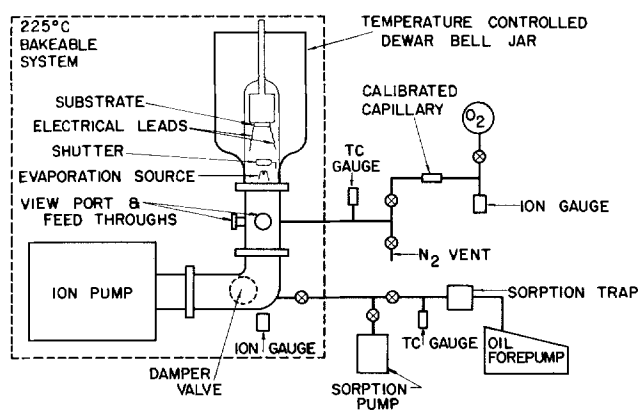 225°C
BAKEABLE
SYSTEM
TEMPERATURE CONTROLLED
DEWAR BELL JAR
CALIBRATED
CAPILLARY
O2
SUBSTRATE
ELECTRICAL LEADS
SHUTTER
EVAPORATION SOURCE
TC
GAUGE
ION GAUGE
VIEW PORT &
FEED THROUGHS
N2 VENT
ION PUMP
SORPTION TRAP
ION GAUGE
TC GAUGE
OIL
FOREPUMP
DAMPER
VALVE
SORPTION
PUMP